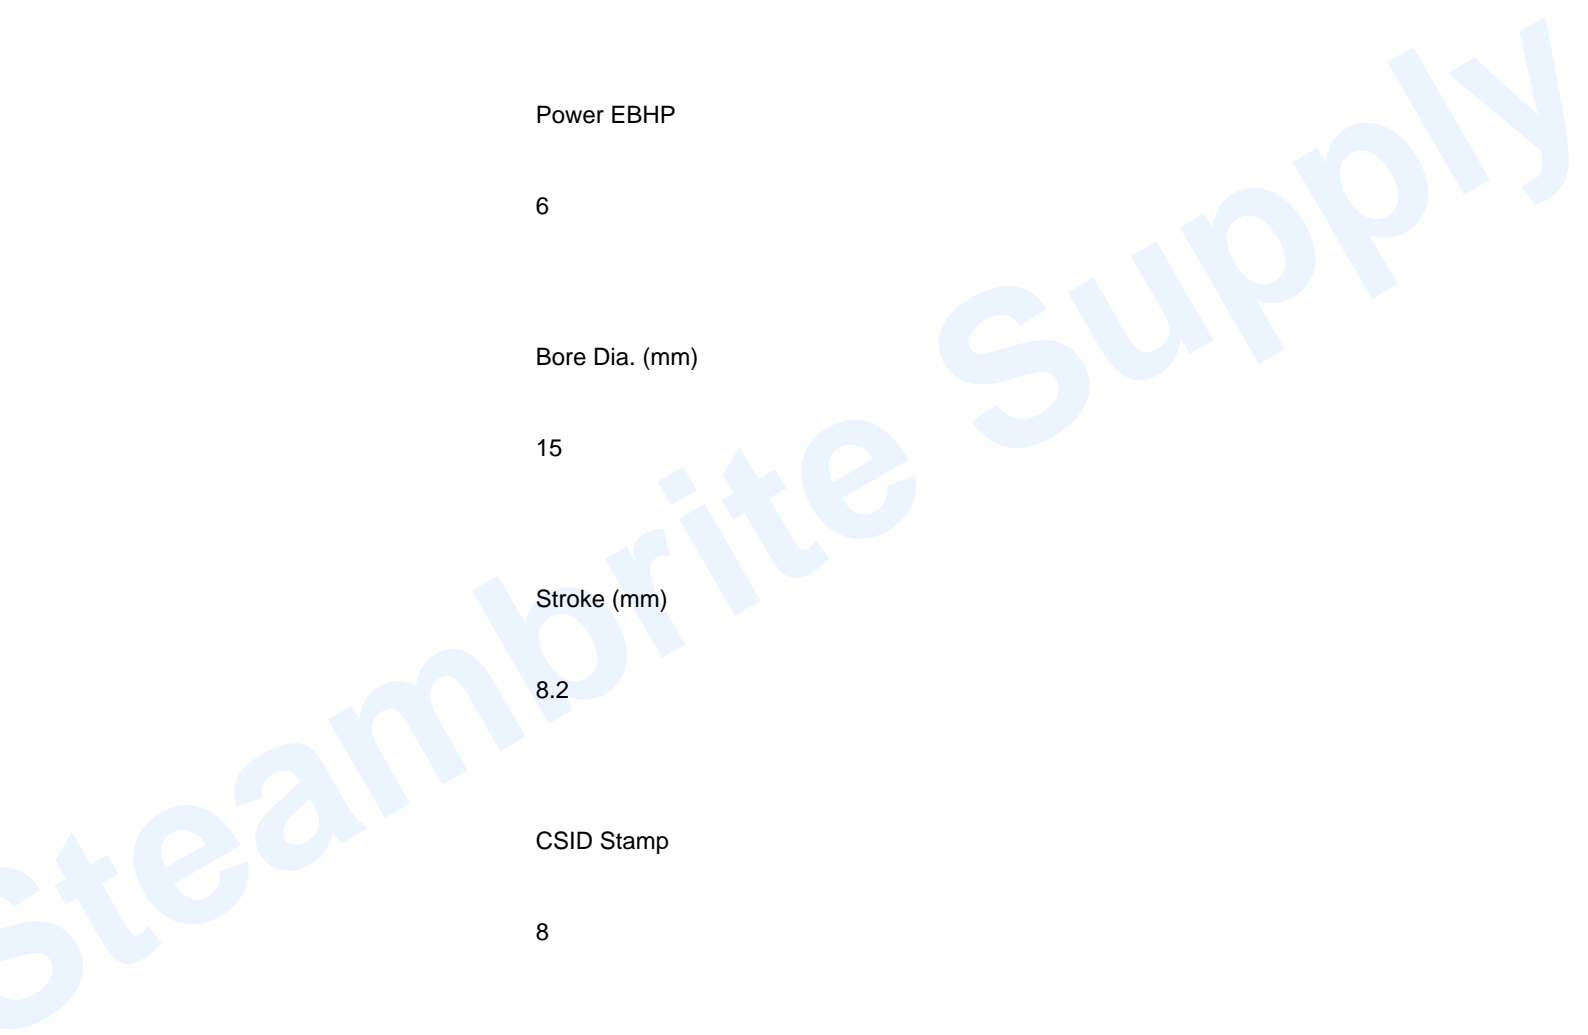 Power EBHP
6
Bore Dia. (mm)
15
Stroke (mm)
8.2
CSID Stamp
8
Steambrite Supply